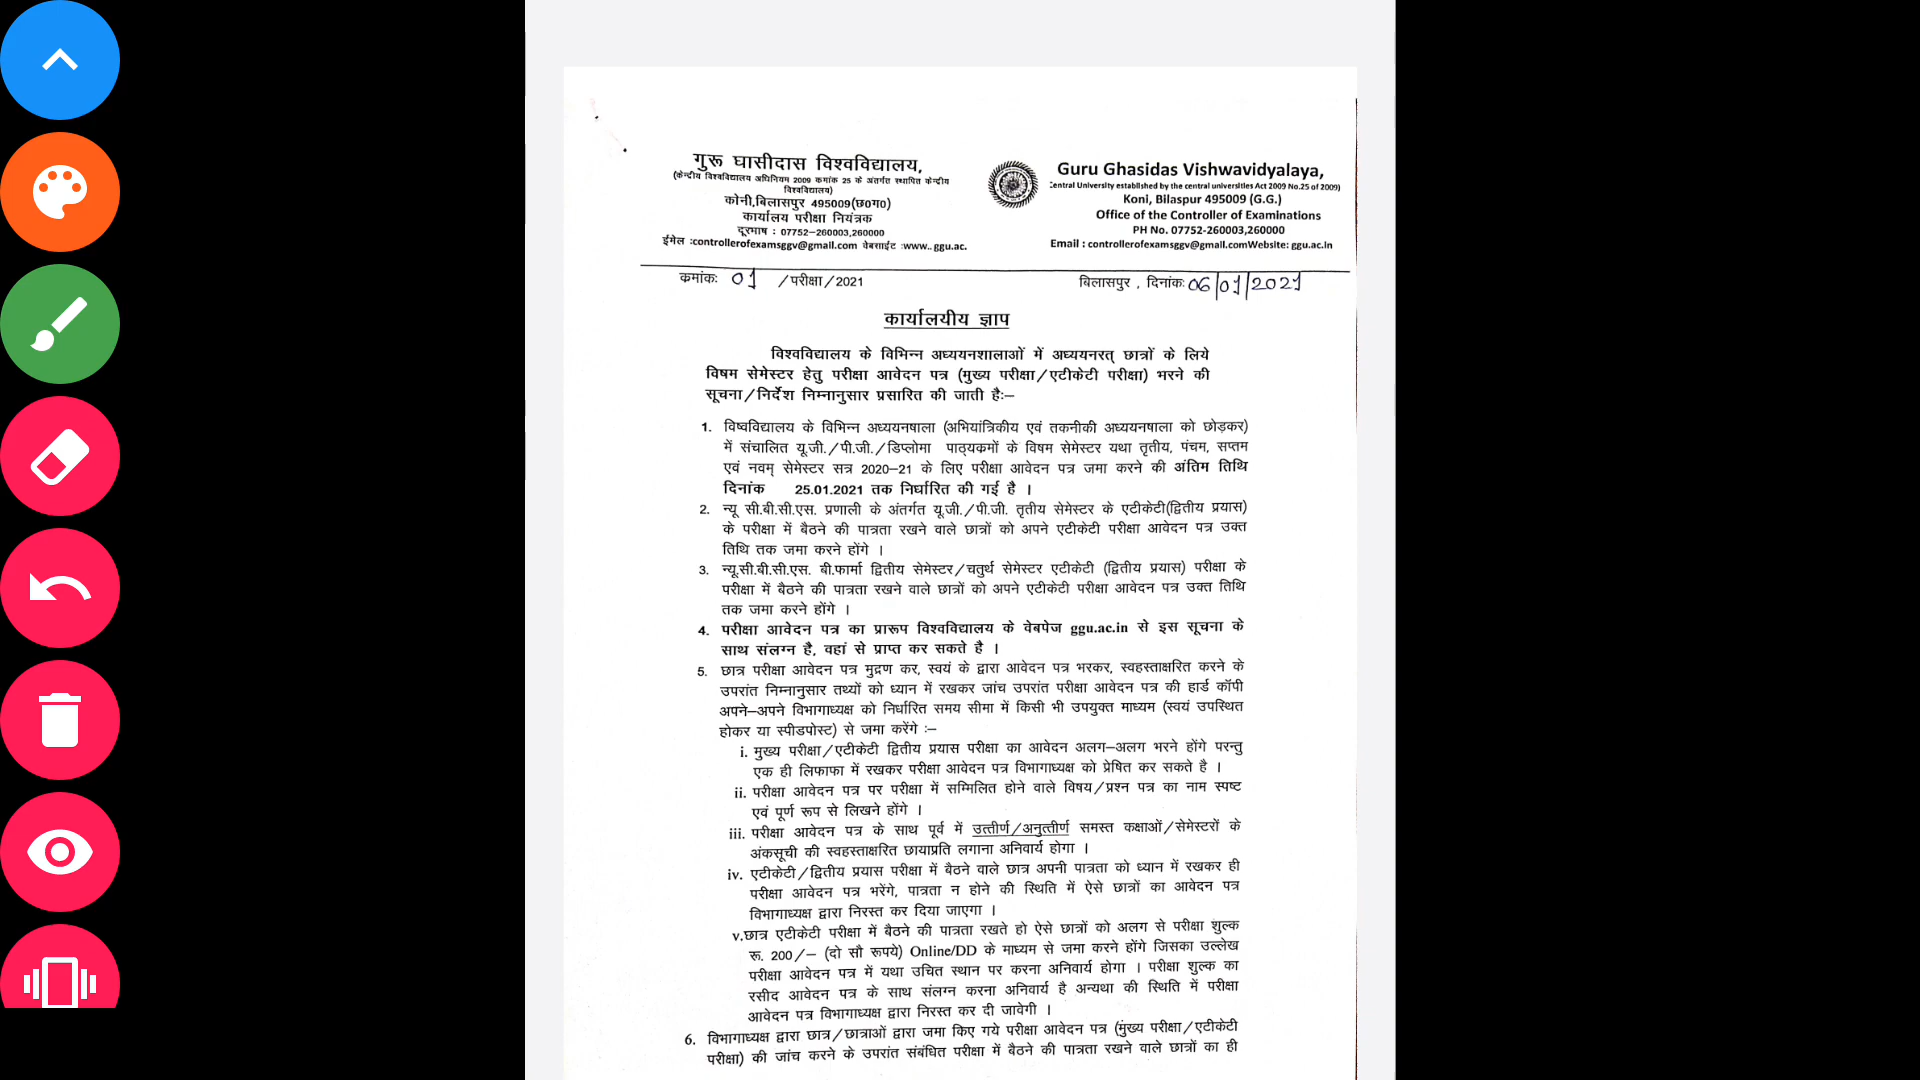 गुरू घासीदास विश्वविद्यालय,
(केन्द्रीय विश्वविद्यालय अधिनियम 2009 कमांक 25 के अंतर्गत स्थापित केन्द्रीय
विश्वविद्यालय)
कोनी,बिलासपुर 495009(छ0ग0)
कार्यालय परीक्षा नियंत्रक
दूरभाष : 07752-260003,260000
ईमेल :controllerofexamsggv@gmail.com वेबसाईट :www.. ggu.ac.
Guru Ghasidas Vishwavidyalaya,
Central University established by the central universities Act 2009 No.25 of 2009)
Koni, Bilaspur 495009 (G.G.)
Office of the Controller of Examinations
PH No. 07752-260003,260000
Email : controllerofexamsggv@gmail.comWebsite: ggu.ac.in
कमांकः 01 /परीक्षा/2021 बिलासपुर , दिनांकः 06/01/2021
कार्यालयीय ज्ञाप
विश्वविद्यालय के विभिन्न अध्ययनशालाओं में अध्ययनरत् छात्रों के लिये
विषम सेमेस्टर हेतु परीक्षा आवेदन पत्र (मुख्य परीक्षा/एटीकेटी परीक्षा) भरने की
सूचना/निर्देश निम्नानुसार प्रसारित की जाती हैः–
1. विष्वविद्यालय के विभिन्न अध्ययनषाला (अभियांत्रिकीय एवं तकनीकी अध्ययनषाला को छोड़कर)
में संचालित यू.जी./पी.जी./डिप्लोमा पाठ्यकमों के विषम सेमेस्टर यथा तृतीय, पंचम, सप्तम
एवं नवम् सेमेस्टर सत्र 2020–21 के लिए परीक्षा आवेदन पत्र जमा करने की अंतिम तिथि
दिनांक 25.01.2021 तक निर्धारित की गई है ।
2. न्यू सी.बी.सी.एस. प्रणाली के अंतर्गत यू.जी./पी.जी. तृतीय सेमेस्टर के एटीकेटी(द्वितीय प्रयास)
के परीक्षा में बैठने की पात्रता रखने वाले छात्रों को अपने एटीकेटी परीक्षा आवेदन पत्र उक्त
तिथि तक जमा करने होंगे ।
3. न्यू.सी.बी.सी.एस. बी.फार्मा द्वितीय सेमेस्टर/चतुर्थ सेमेस्टर एटीकेटी (द्वितीय प्रयास) परीक्षा के
परीक्षा में बैठने की पात्रता रखने वाले छात्रों को अपने एटीकेटी परीक्षा आवेदन पत्र उक्त तिथि
तक जमा करने होंगे ।
4. परीक्षा आवेदन पत्र का प्रारूप विश्वविद्यालय के वेबपेज ggu.ac.in से इस सूचना के
साथ संलग्न है, वहां से प्राप्त कर सकते है ।
5. छात्र परीक्षा आवेदन पत्र मुद्रण कर, स्वयं के द्वारा आवेदन पत्र भरकर, स्वहस्ताक्षरित करने के
उपरांत निम्नानुसार तथ्यों को ध्यान में रखकर जांच उपरांत परीक्षा आवेदन पत्र की हार्ड कॉपी
अपने–अपने विभागाध्यक्ष को निर्धारित समय सीमा में किसी भी उपयुक्त माध्यम (स्वयं उपस्थित
होकर या स्पीडपोस्ट) से जमा करेंगे :–
i. मुख्य परीक्षा/एटीकेटी द्वितीय प्रयास परीक्षा का आवेदन अलग–अलग भरने होंगे परन्तु
एक ही लिफाफा में रखकर परीक्षा आवेदन पत्र विभागाध्यक्ष को प्रेषित कर सकते है ।
ii. परीक्षा आवेदन पत्र पर परीक्षा में सम्मिलित होने वाले विषय/प्रश्न पत्र का नाम स्पष्ट
एवं पूर्ण रूप से लिखने होंगे ।
iii. परीक्षा आवेदन पत्र के साथ पूर्व में उत्तीर्ण/अनुत्तीर्ण समस्त कक्षाओं/सेमेस्टरों के
अंकसूची की स्वहस्ताक्षरित छायाप्रति लगाना अनिवार्य होगा ।
iv. एटीकेटी/द्वितीय प्रयास परीक्षा में बैठने वाले छात्र अपनी पात्रता को ध्यान में रखकर ही
परीक्षा आवेदन पत्र भरेंगे, पात्रता न होने की स्थिति में ऐसे छात्रों का आवेदन पत्र
विभागाध्यक्ष द्वारा निरस्त कर दिया जाएगा ।
v.छात्र एटीकेटी परीक्षा में बैठने की पात्रता रखते हो ऐसे छात्रों को अलग से परीक्षा शुल्क
रू. 200/– (दो सौ रूपये) Online/DD के माध्यम से जमा करने होंगे जिसका उल्लेख
परीक्षा आवेदन पत्र में यथा उचित स्थान पर करना अनिवार्य होगा । परीक्षा शुल्क का
रसीद आवेदन पत्र के साथ संलग्न करना अनिवार्य है अन्यथा की स्थिति में परीक्षा
आवेदन पत्र विभागाध्यक्ष द्वारा निरस्त कर दी जावेगी ।
6. विभागाध्यक्ष द्वारा छात्र/छात्राओं द्वारा जमा किए गये परीक्षा आवेदन पत्र (मुख्य परीक्षा/एटीकेटी
परीक्षा) की जांच करने के उपरांत संबंधित परीक्षा में बैठने की पात्रता रखने वाले छात्रों का ही